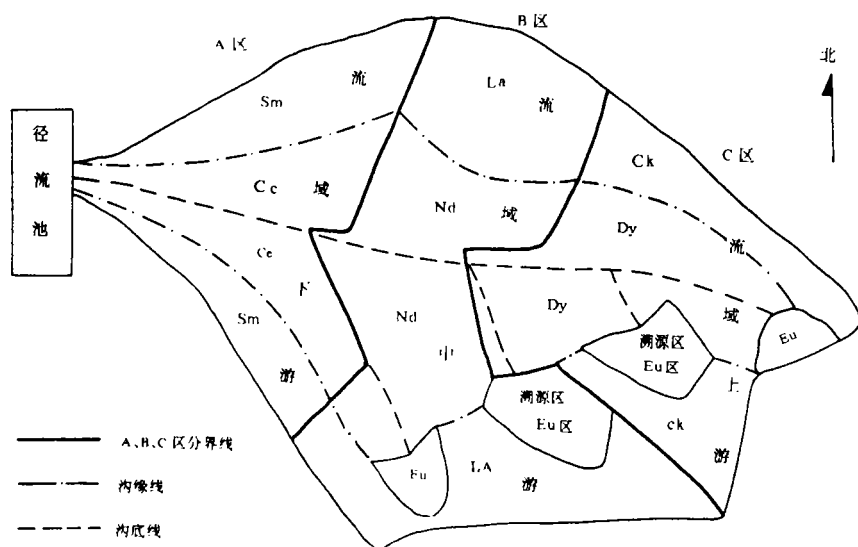 A 区
B 区
北
Sm
流
La
流
径
流
池
Ck
C 区
Cc
域
Nd
域
Dy
流
Ce
下
Sm
Nd
中
Dy
域
溯源区
Eu 区
Eu
游
上
溯源区
Eu 区
ck
游
Eu
LA
游
A、B、C 区分界线
沟缘线
沟底线